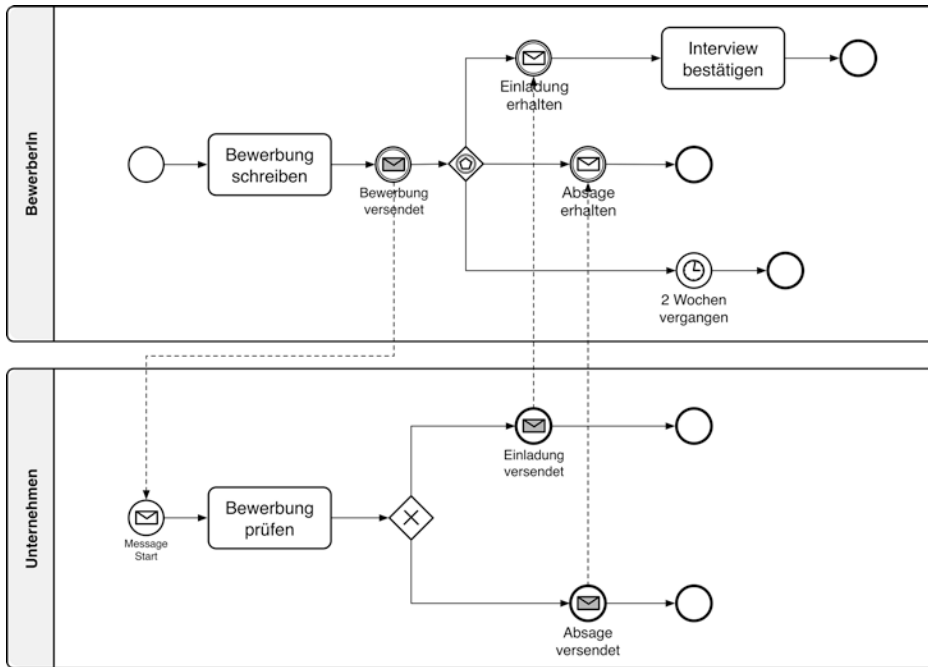 BewerberIn
Einladung
erhalten
Interview
bestätigen
Bewerbung
schreiben
Bewerbung
versendet
Absage
erhalten
2 Wochen
vergangen
Unternehmen
Message
Start
Bewerbung
prüfen
Einladung
versendet
Absage
versendet